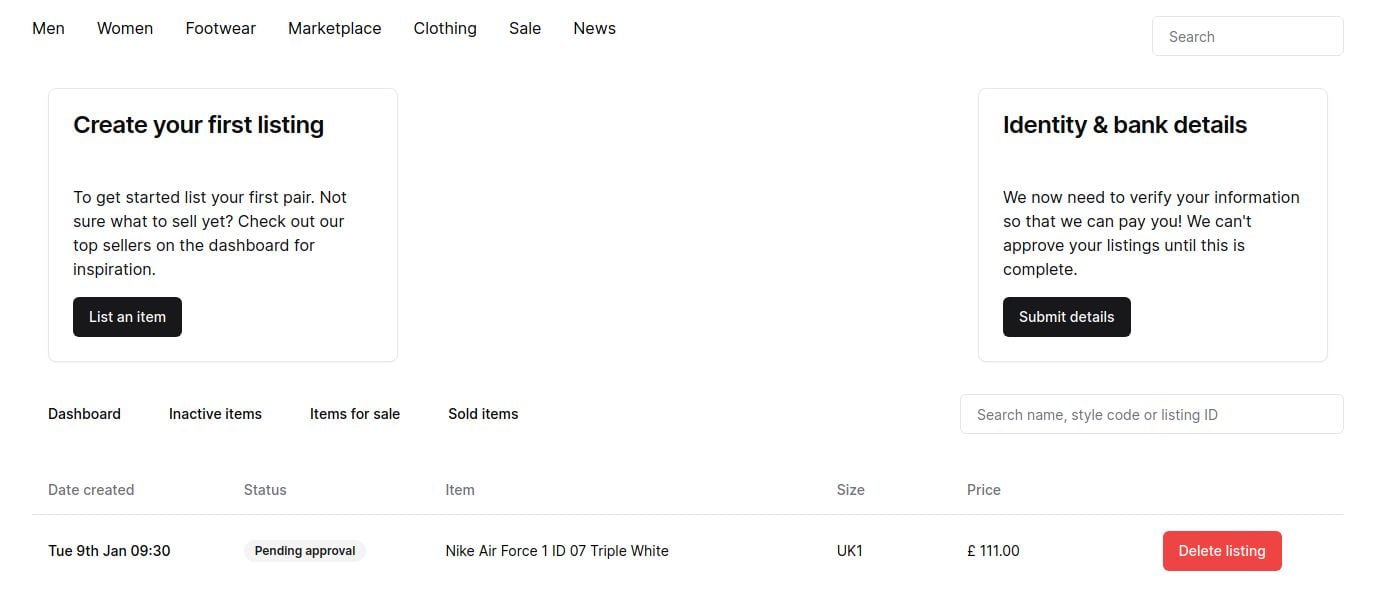 Men Women Footwear Marketplace Clothing Sale News
Search
Create your first listing
To get started list your first pair. Not
sure what to sell yet? Check out our
top sellers on the dashboard for
inspiration.
List an item
Identity & bank details
We now need to verify your information
so that we can pay you! We can't
approve your listings until this is
complete.
Submit details
Dashboard Inactive items Items for sale Sold items
Search name, style code or listing ID
Date created Status Item Size Price
Tue 9th Jan 09:30 Pending approval Nike Air Force 1 ID 07 Triple White UK1 £ 111.00 Delete listing